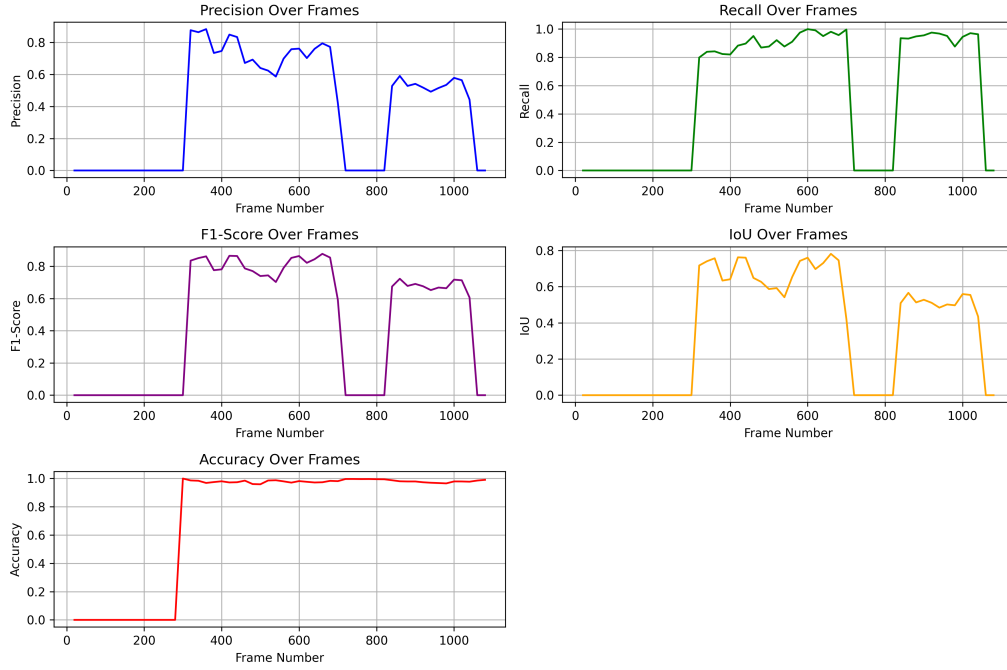 Precision Over Frames
0.8
0.6
0.4
0.2
0.0
Precision
0 200 400 600 800 1000
Frame Number
Recall Over Frames
1.0
0.8
0.6
0.4
0.2
0.0
Recall
0 200 400 600 800 1000
Frame Number
F1-Score Over Frames
0.8
0.6
0.4
0.2
0.0
F1-Score
0 200 400 600 800 1000
Frame Number
IoU Over Frames
0.8
0.6
0.4
0.2
0.0
IoU
0 200 400 600 800 1000
Frame Number
Accuracy Over Frames
1.0
0.8
0.6
0.4
0.2
0.0
Accuracy
0 200 400 600 800 1000
Frame Number